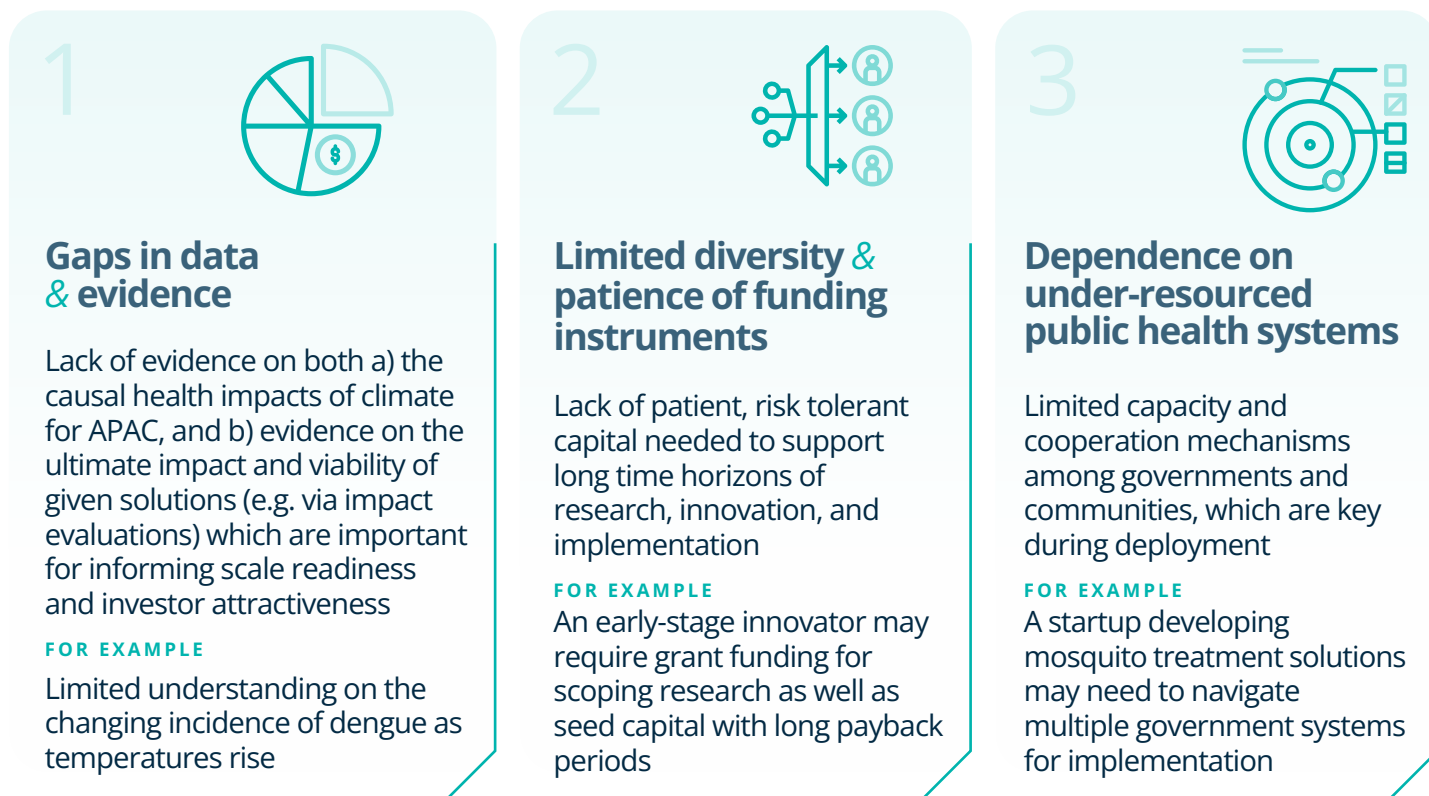 1
Gaps in data
& evidence
Lack of evidence on both a) the
causal health impacts of climate
for APAC, and b) evidence on the
ultimate impact and viability of
given solutions (e.g. via impact
evaluations) which are important
for informing scale readiness
and investor attractiveness
FOR EXAMPLE
Limited understanding on the
changing incidence of dengue as
temperatures rise
2
Limited diversity &
patience of funding
instruments
Lack of patient, risk tolerant
capital needed to support
long time horizons of
research, innovation, and
implementation
FOR EXAMPLE
An early-stage innovator may
require grant funding for
scoping research as well as
seed capital with long payback
periods
3
Dependence on
under-resourced
public health systems
Limited capacity and
cooperation mechanisms
among governments and
communities, which are key
during deployment
FOR EXAMPLE
A startup developing
mosquito treatment solutions
may need to navigate
multiple government systems
for implementation